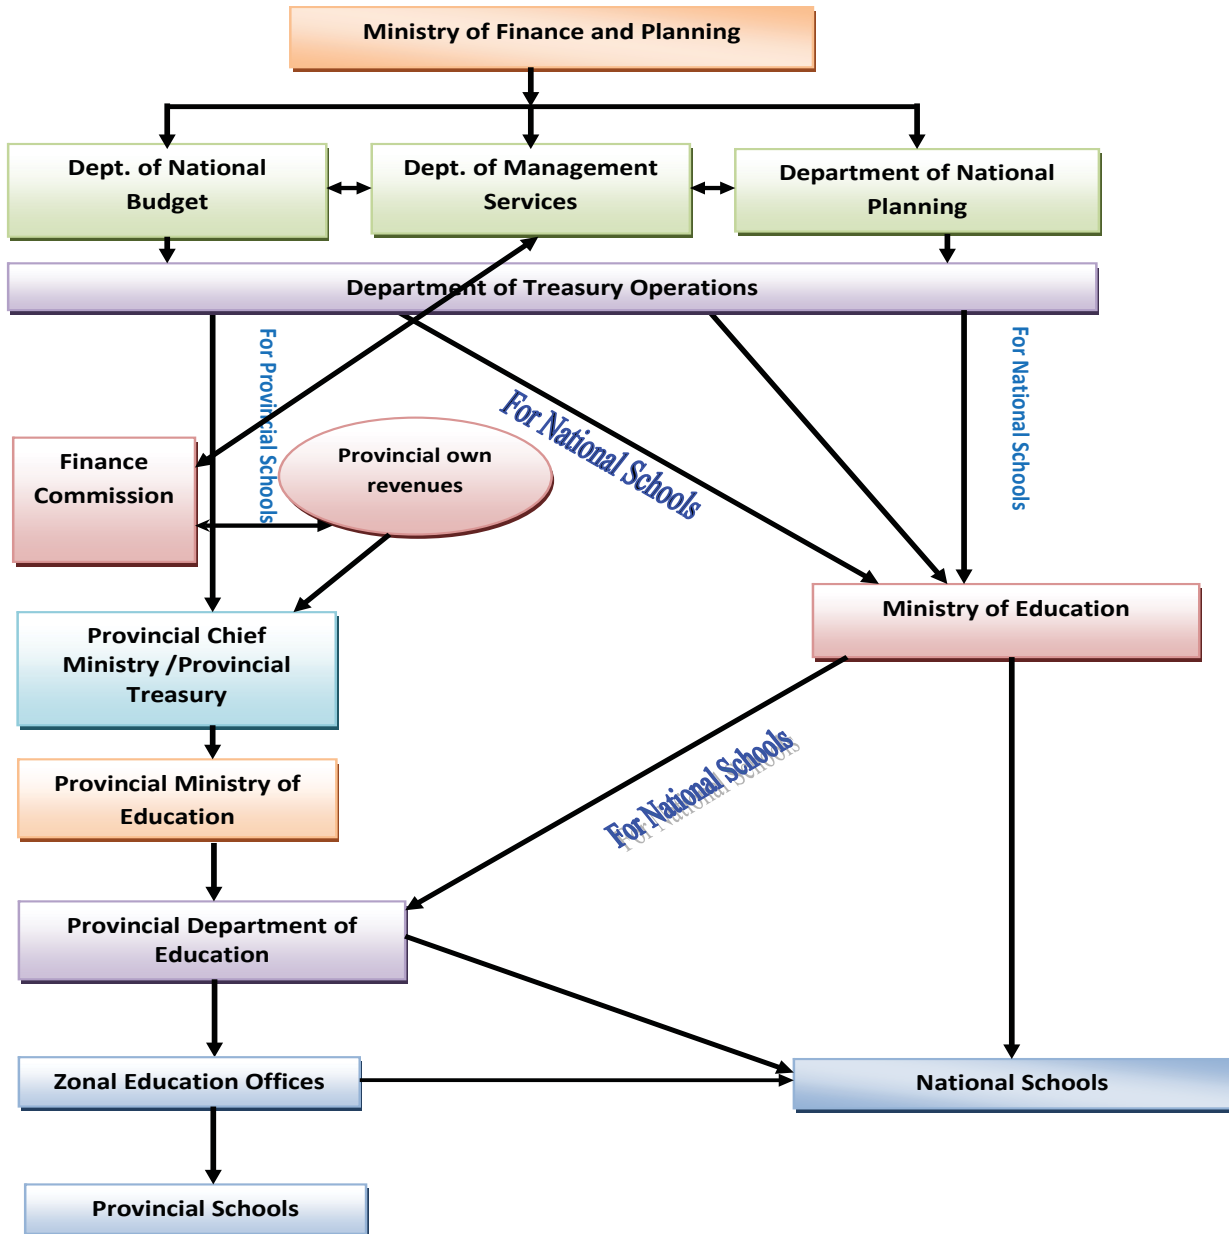 Ministry of Finance and Planning
Dept. of National
Budget
Dept. of Management
Services
Department of National
Planning
Department of Treasury Operations
For Provincial Schools
For National Schools
For National Schools
Finance
Commission
Provincial own
revenues
Provincial Chief
Ministry /Provincial
Treasury
Ministry of Education
Provincial Ministry of
Education
For National Schools
Provincial Department of
Education
Zonal Education Offices
National Schools
Provincial Schools